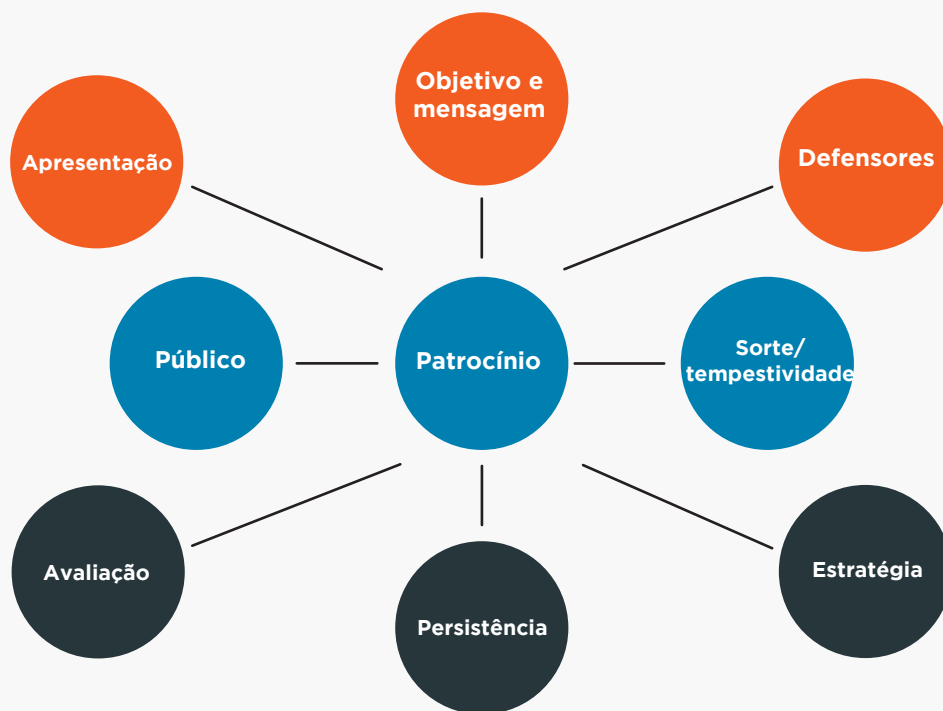 Objetivo e
mensagem
Apresentação
Defensores
Público
Patrocínio
Sorte/
tempestividade
Avaliação
Persistência
Estratégia